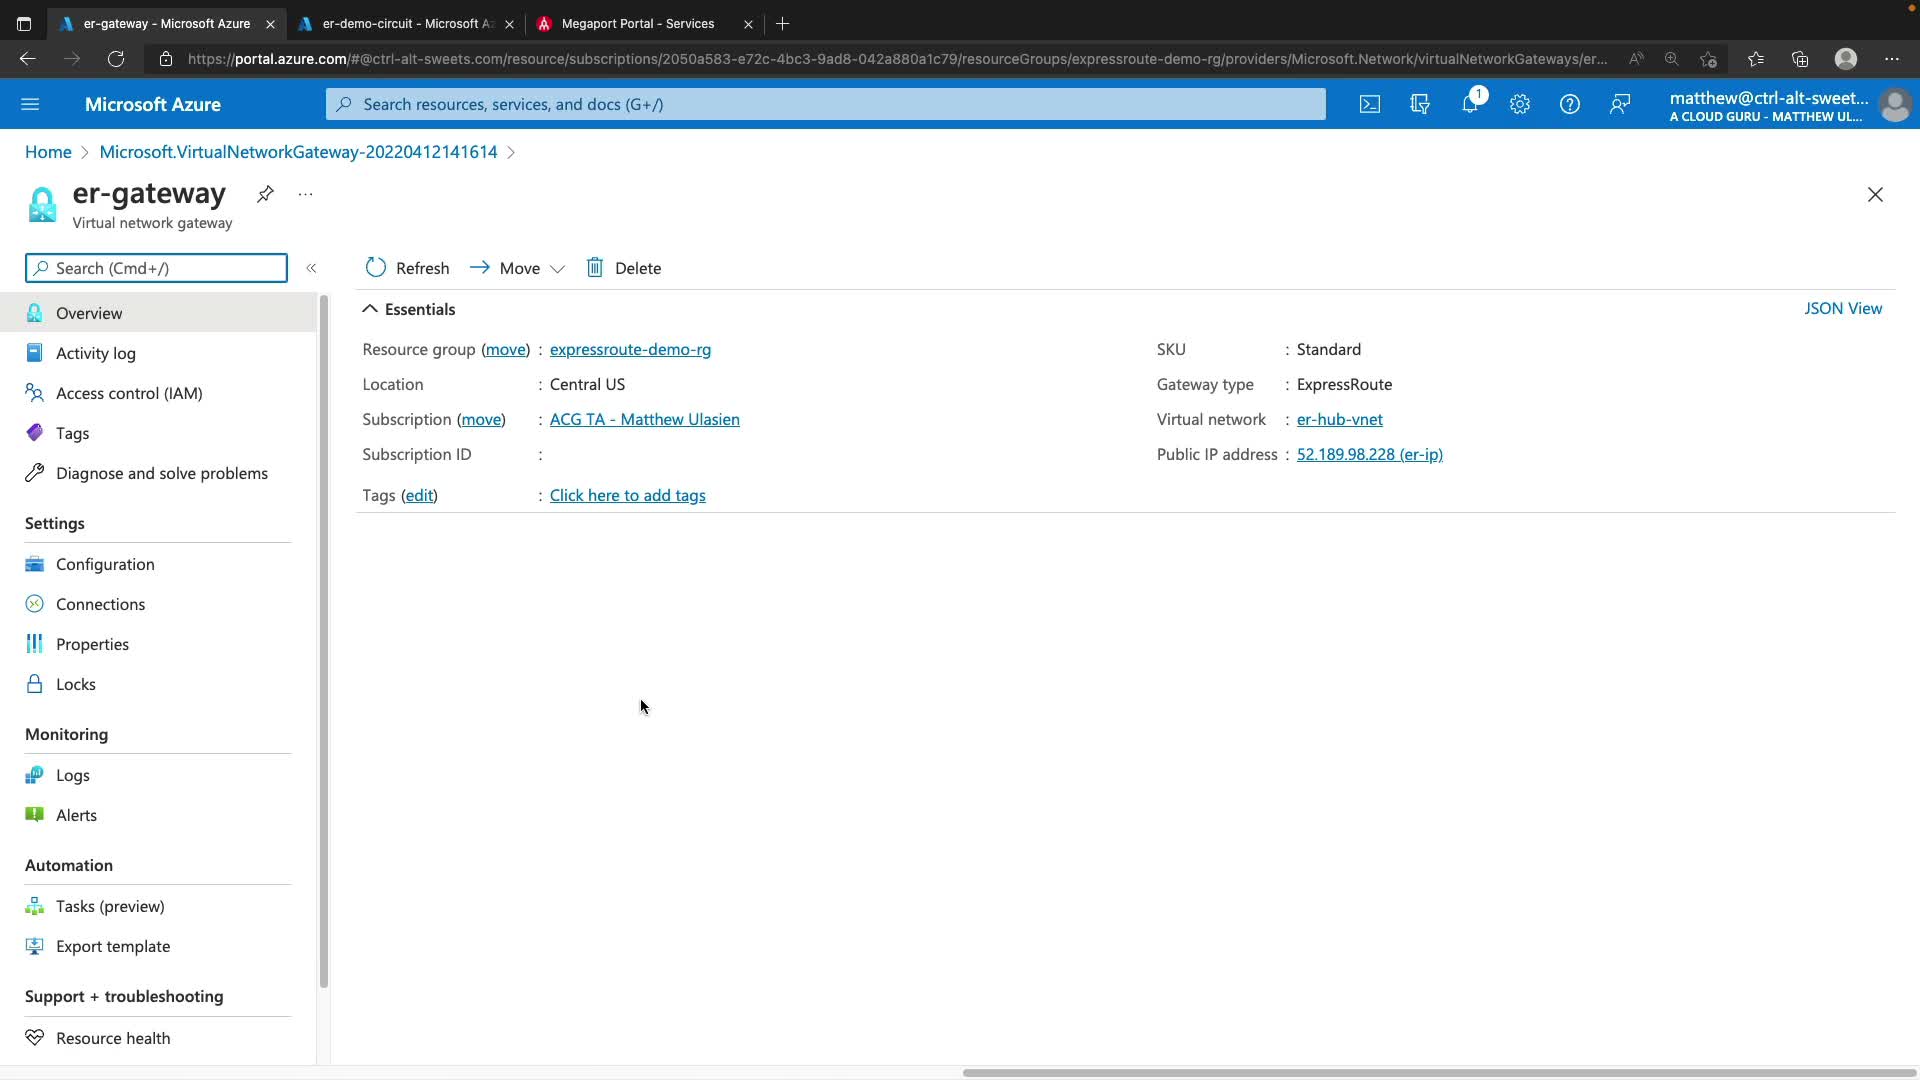 er-gateway - Microsoft Azure
er-demo-circuit - Microsoft Az
Megaport Portal - Services
https://portal.azure.com/#@ctrl-alt-sweets.com/resource/subscriptions/2050a583-e72c-4bc3-9ad8-042a880a1c79/resourceGroups/expressroute-demo-rg/providers/Microsoft.Network/virtualNetworkGateways/er...
Microsoft Azure
Search resources, services, and docs (G+/)
1
matthew@ctrl-alt-sweet...
A CLOUD GURU - MATTHEW UL...
Home > Microsoft.VirtualNetworkGateway-20220412141614 >
er-gateway
...
Virtual network gateway
Search (Cmd+/)
«
Refresh
Move
Delete
Overview
Activity log
Access control (IAM)
Tags
Diagnose and solve problems
Settings
Configuration
Connections
Properties
Locks
Monitoring
Logs
Alerts
Automation
Tasks (preview)
Export template
Support + troubleshooting
Resource health
Essentials
JSON View
Resource group (move) : expressroute-demo-rg
Location : Central US
Subscription (move) : ACG TA - Matthew Ulasien
Subscription ID :
Tags (edit) : Click here to add tags
SKU : Standard
Gateway type : ExpressRoute
Virtual network : er-hub-vnet
Public IP address : 52.189.98.228 (er-ip)